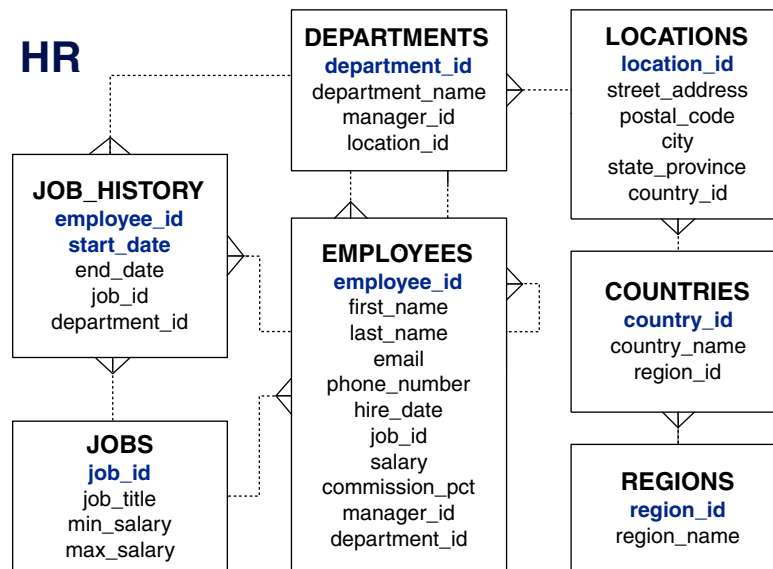 HR
DEPARTMENTS
department_id
department_name
manager_id
location_id
LOCATIONS
location_id
street_address
postal_code
city
state_province
country_id
JOB_HISTORY
employee_id
start_date
end_date
job_id
department_id
EMPLOYEES
employee_id
first_name
last_name
email
phone_number
hire_date
job_id
salary
commission_pct
manager_id
department_id
COUNTRIES
country_id
country_name
region_id
JOBS
job_id
job_title
min_salary
max_salary
REGIONS
region_id
region_name